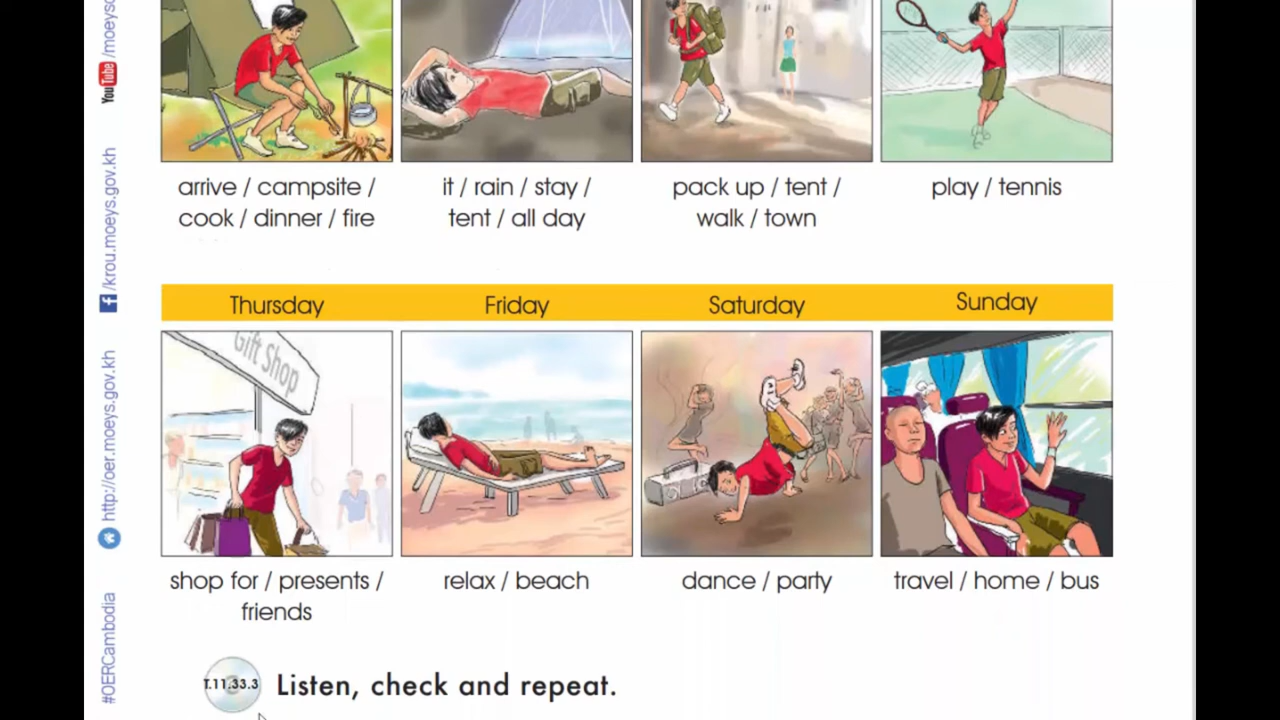 /moeys
YouTube
/krou.moeys.gov.kh
http://oer.moeys.gov.kh
#OERCambodia
arrive / campsite /
cook / dinner / fire
it / rain / stay /
tent / all day
pack up / tent /
walk / town
play / tennis
Thursday
Friday
Saturday
Sunday
Gift Shop
shop for / presents /
friends
relax / beach
dance / party
travel / home / bus
T.11.33.3
Listen, check and repeat.